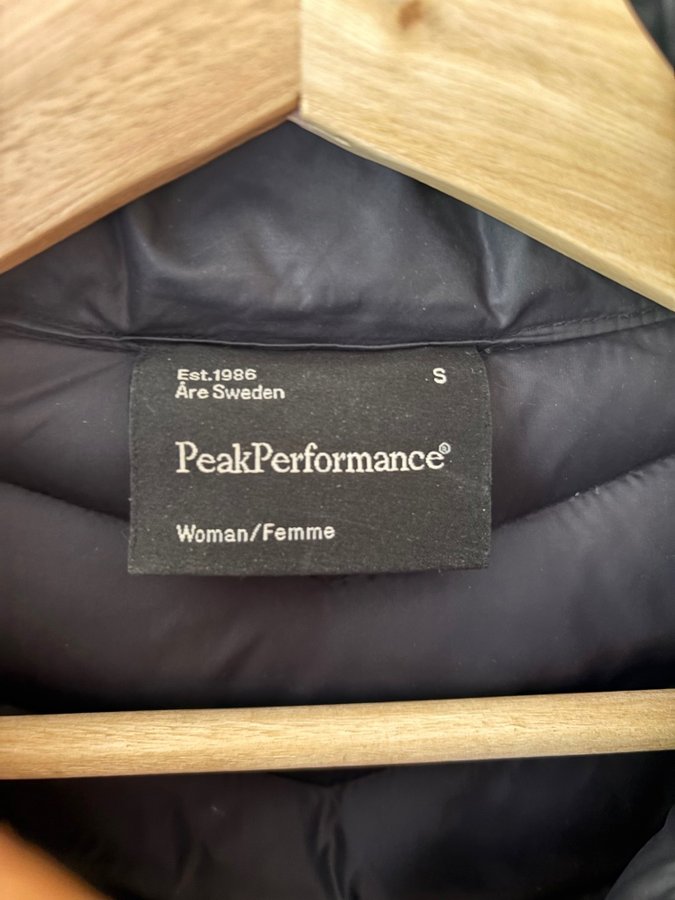 Est.1986
S
Åre Sweden
PeakPerformance®
Woman/Femme